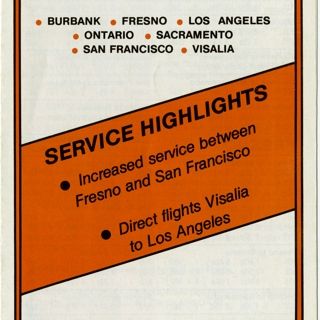 • BURBANK • FRESNO • LOS ANGELES
• ONTARIO • SACRAMENTO
• SAN FRANCISCO • VISALIA
SERVICE HIGHLIGHTS
• Increased service between
Fresno and San Francisco
• Direct flights Visalia
to Los Angeles